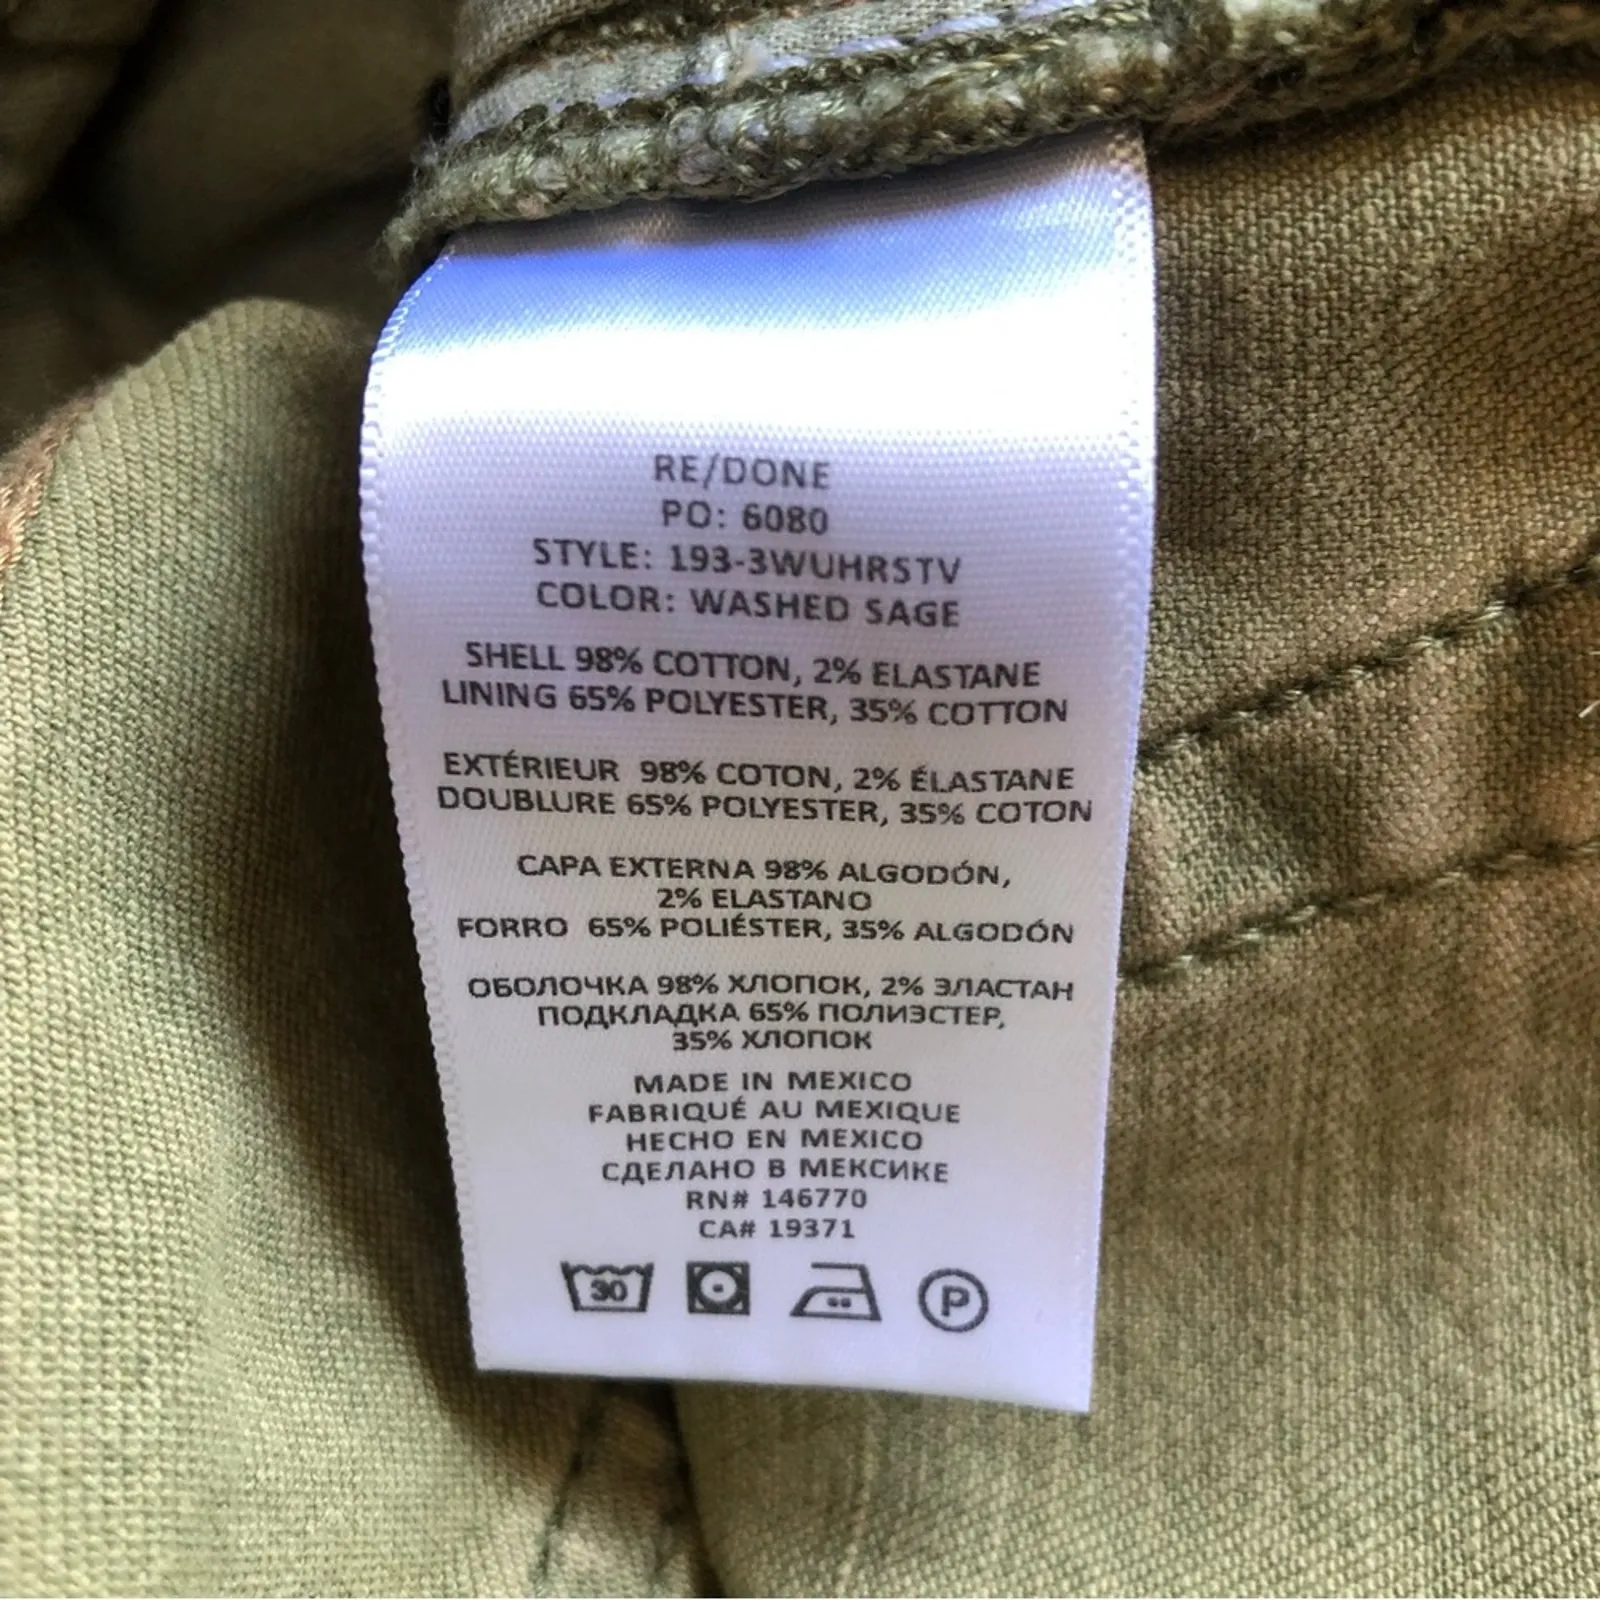 RE/DONE
PO: 6080
STYLE: 193-3WUHRSTV
COLOR: WASHED SAGE
SHELL 98% COTTON, 2% ELASTANE
LINING 65% POLYESTER, 35% COTTON
EXTÉRIEUR 98% COTON, 2% ÉLASTANE
DOUBLURE 65% POLYESTER, 35% COTON
CAPA EXTERNA 98% ALGODÓN,
2% ELASTANO
FORRO 65% POLIÉSTER, 35% ALGODÓN
ОБОЛОЧКА 98% ХЛОПОК, 2% ЭЛАСТАН
ПОДКЛАДКА 65% ПОЛИЭСТЕР,
35% ХЛОПОК
MADE IN MEXICO
FABRIQUÉ AU MEXIQUE
HECHO EN MEXICO
СДЕЛАНО В МЕКСИКЕ
RN# 146770
CA# 19371
30 P